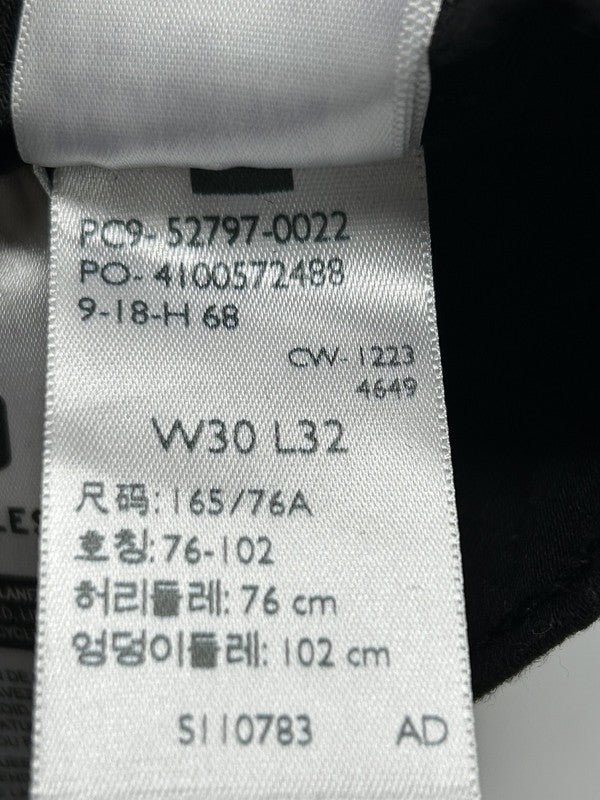 PC9- 52797-0022
PO- 4100572488
9-18-H 68
CW- 1223
4649
W30 L32
尺码: 165/76A
호칭: 76-102
허리둘레: 76 cm
엉덩이둘레: 102 cm
S110783 AD